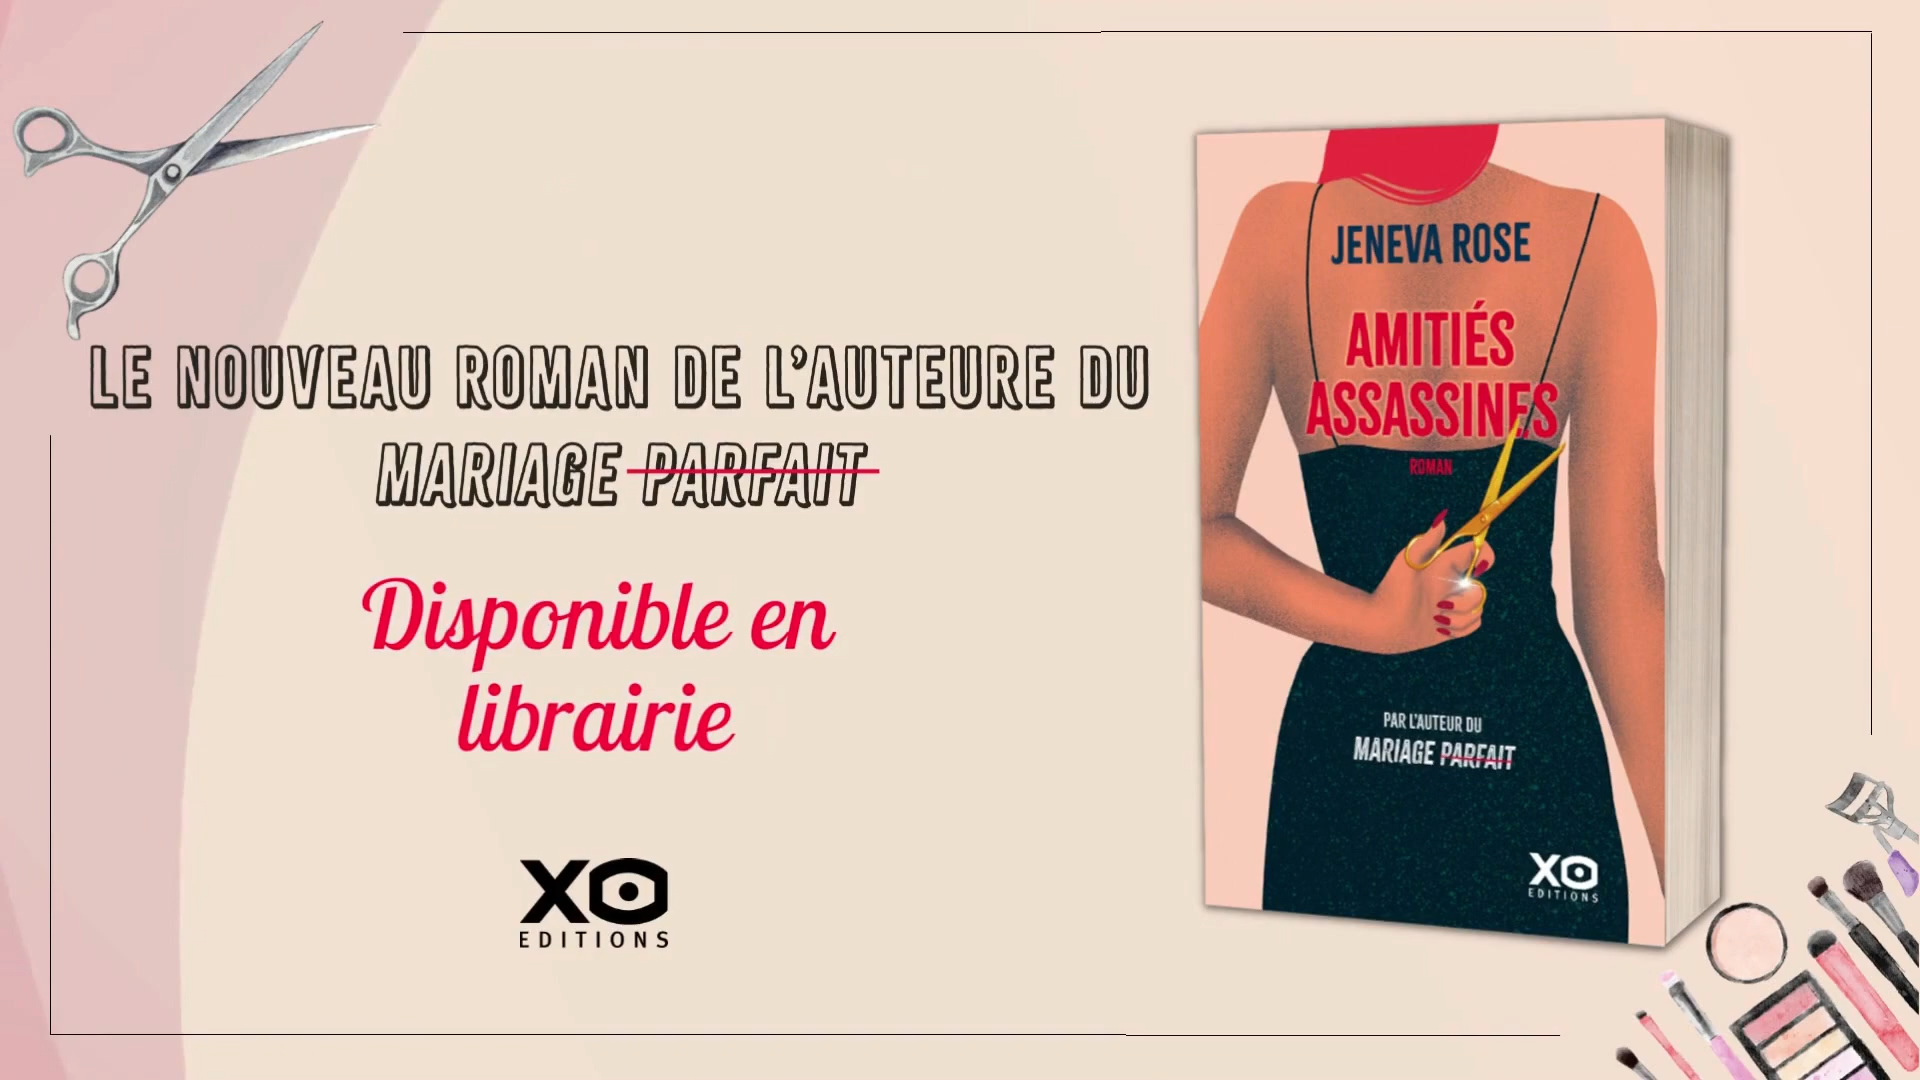 LE NOUVEAU ROMAN DE L'AUTEURE DU
MARIAGE PARFAIT
Disponible en
librairie
XO
EDITIONS
JENEVA ROSE
AMITIÉS
ASSASSINES
ROMAN
PAR L'AUTEUR DU
MARIAGE PARFAIT
XO
EDITIONS